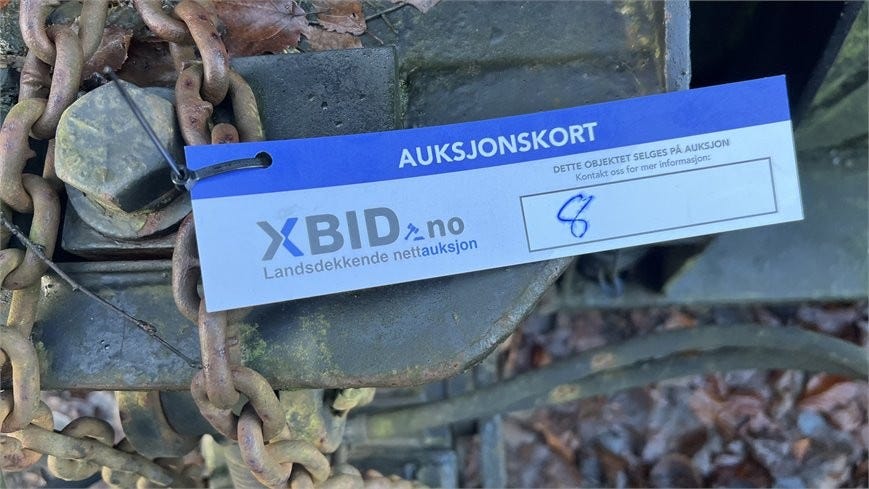 AUKSJONSKORT
DETTE OBJEKTET SELGES PÅ AUKSJON
Kontakt oss for mer informasjon:
8
XBID.no
Landsdekkende nettauksjon